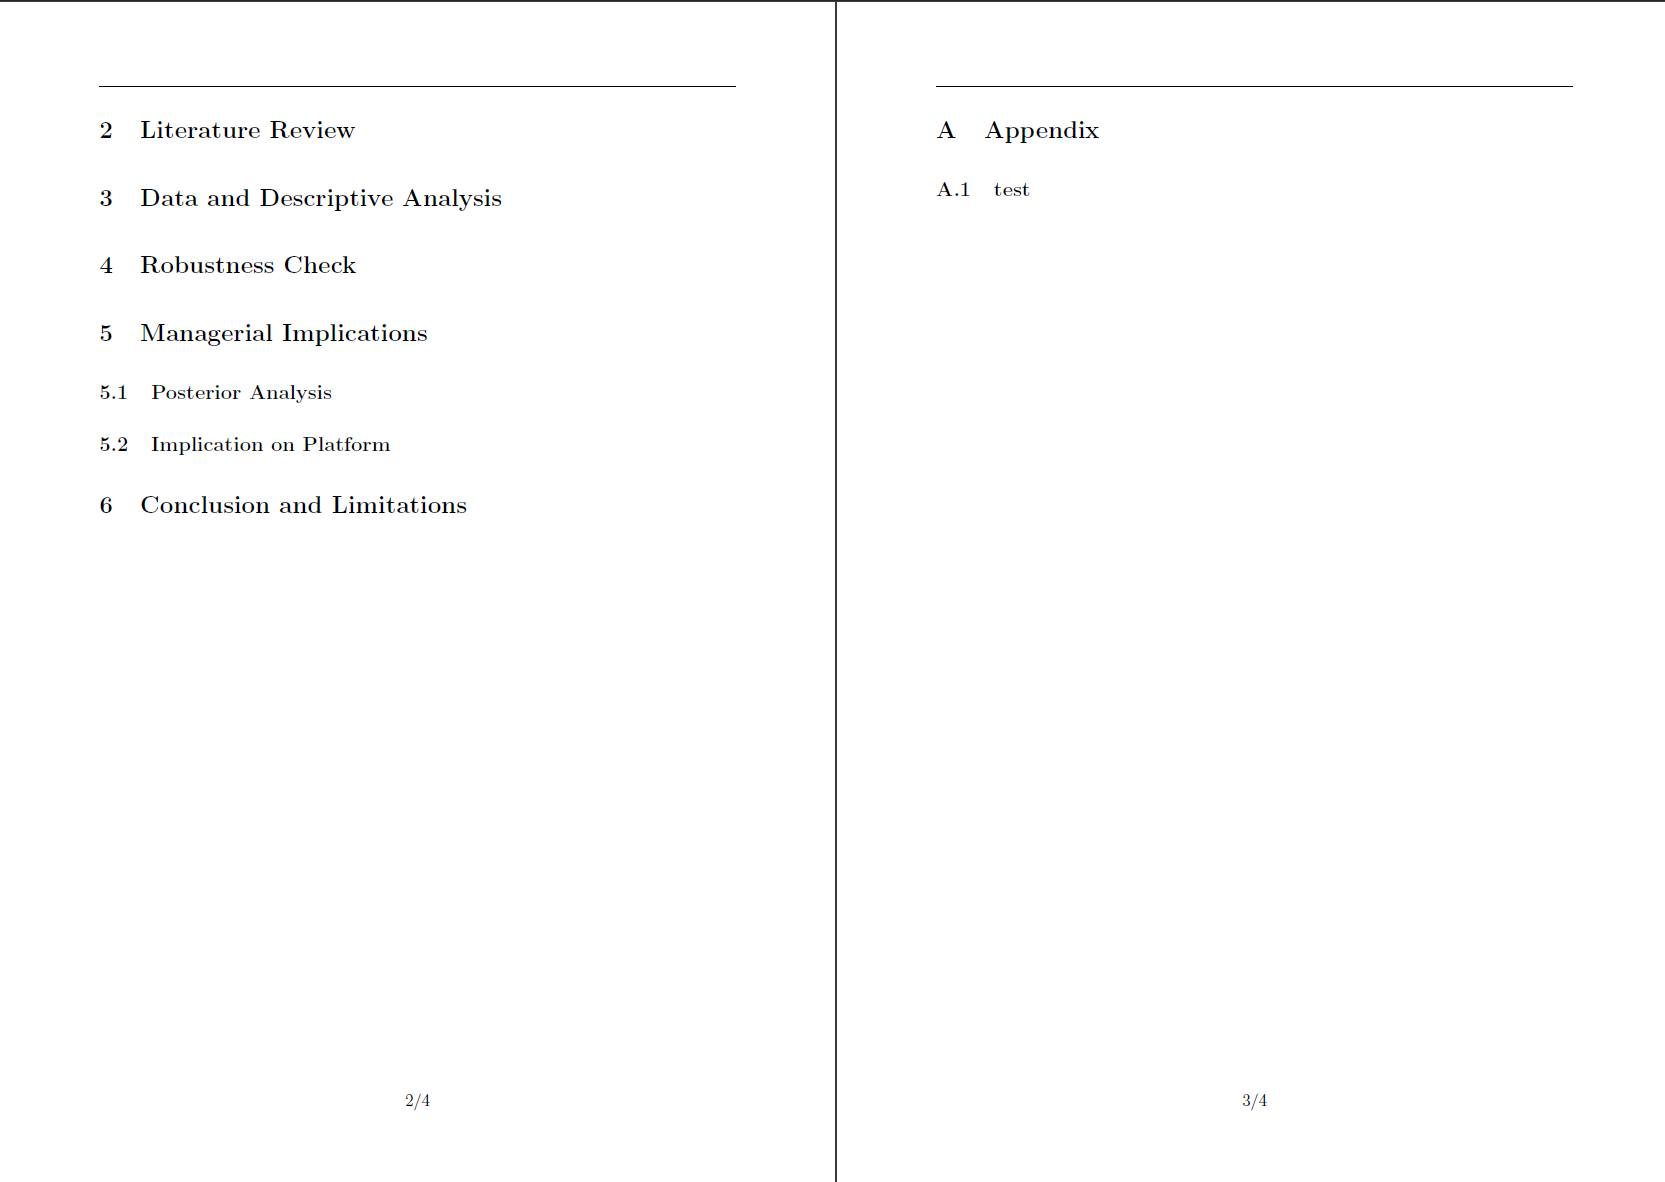 2 Literature Review
3 Data and Descriptive Analysis
4 Robustness Check
5 Managerial Implications
5.1 Posterior Analysis
5.2 Implication on Platform
6 Conclusion and Limitations
2/4
A Appendix
A.1 test
3/4